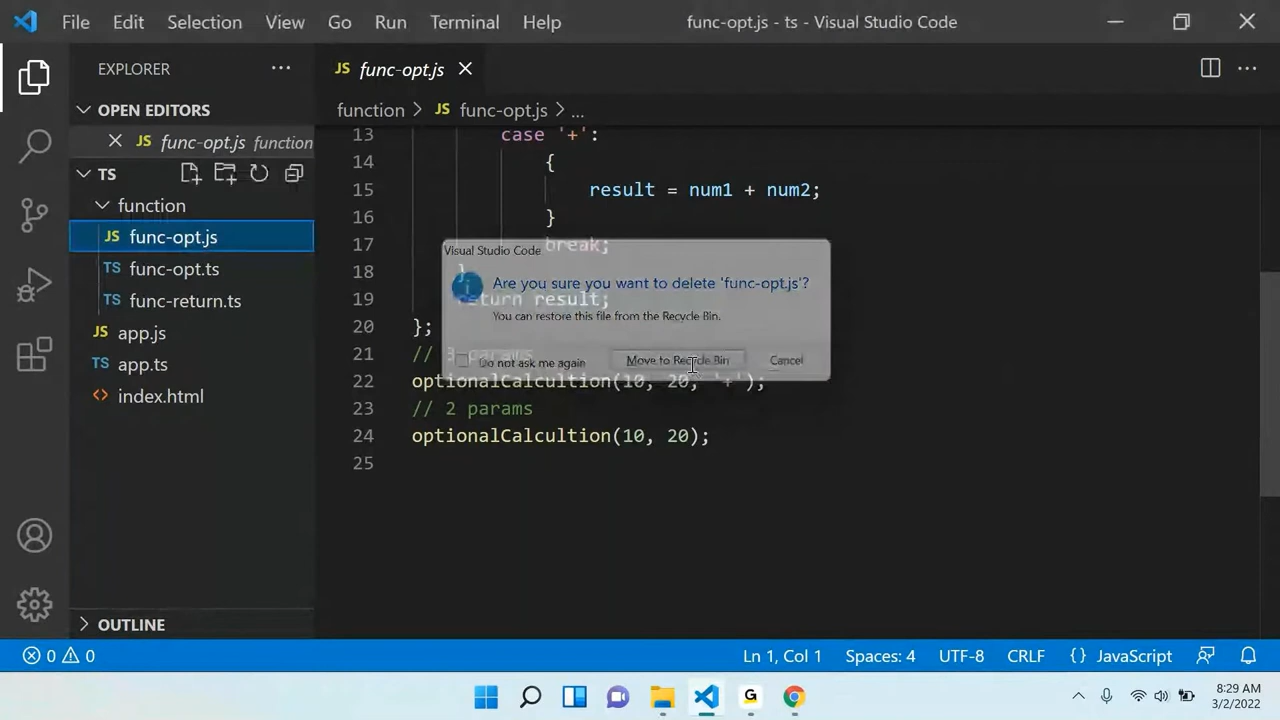 File Edit Selection View Go Run Terminal Help func-opt.js - ts - Visual Studio Code
EXPLORER
OPEN EDITORS
JS func-opt.js function
TS
function
JS func-opt.js
TS func-opt.ts
TS func-return.ts
JS app.js
TS app.ts
<> index.html
OUTLINE
JS func-opt.js
function > JS func-opt.js > ...
13 case '+':
14 {
15 result = num1 + num2;
16 }
17 break;
18 }
19 return result;
20 };
21 // 3 params
22 optionalCalcultion(10, 20, '+');
23 // 2 params
24 optionalCalcultion(10, 20);
25
Visual Studio Code
Are you sure you want to delete 'func-opt.js'?
You can restore this file from the Recycle Bin.
Do not ask me again Move to Recycle Bin Cancel
0 0 Ln 1, Col 1 Spaces: 4 UTF-8 CRLF {} JavaScript
G
8:29 AM
3/2/2022